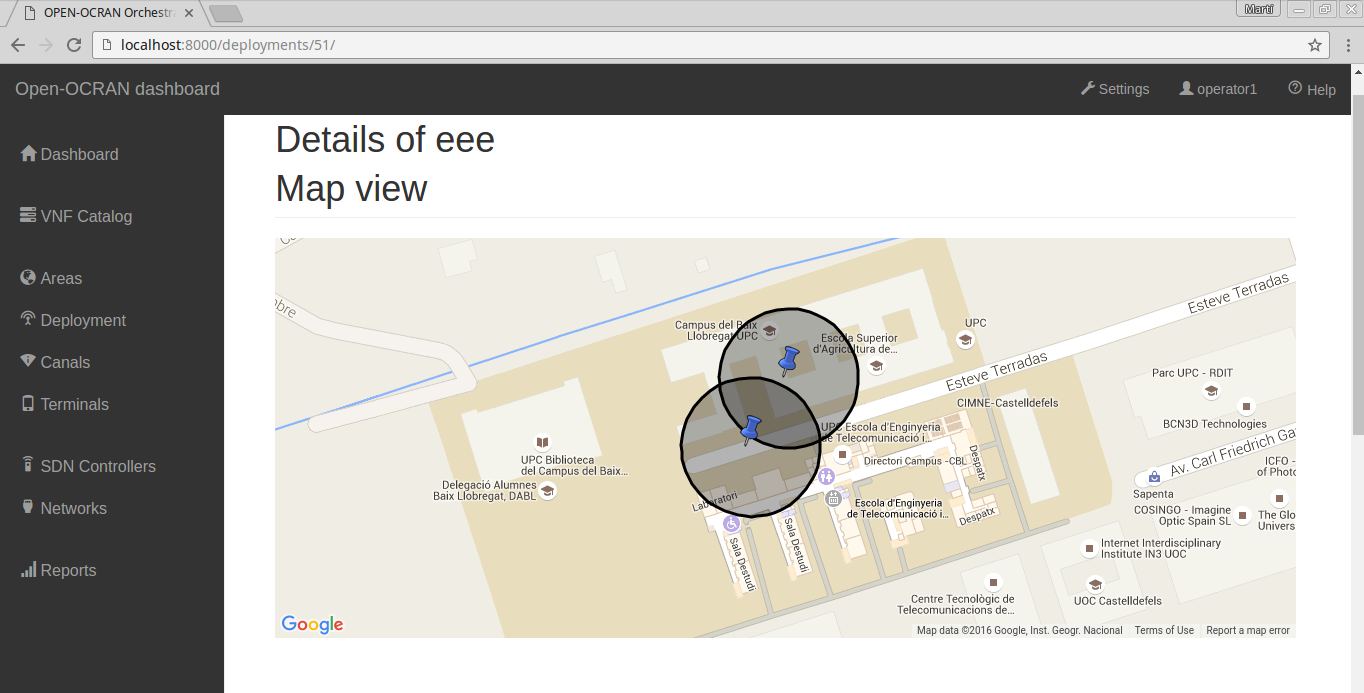 OPEN-OCRAN Orchestr
Martí
localhost:8000/deployments/51/
Open-OCRAN dashboard
Settings
operator1
Help
Dashboard
VNF Catalog
Areas
Deployment
Canals
Terminals
SDN Controllers
Networks
Reports
Details of eee
Map view
Esteve Terradas
UPC
Campus del Baix
Llobregat UPC
Escola Superior
d'Agricultura de...
Esteve Terradas
Parc UPC - RDIT
CIMNE-Castelldefels
BCN3D Technologies
UPC Escola d'Enginyeria
de Telecomunicació i...
UPC Biblioteca
del Campus del Baix...
Directori Campus -CBL
Despatx
Av. Carl Friedrich Ga
ICFO -
of Photo
Delegació Alumnes
Baix Llobregat, DABL
Laboratori
Escola d'Enginyeria
de Telecomunicació i...
Despatx
Sapenta
COSINGO - Imagine
Optic Spain SL
The Glo
Univers
Sala Destudi
Sala Destudi
Internet Interdisciplinary
Institute IN3 UOC
Centre Tecnològic de
Telecomunicacions de...
UOC Castelldefels
Google
Map data ©2016 Google, Inst. Geogr. Nacional
Terms of Use
Report a map error